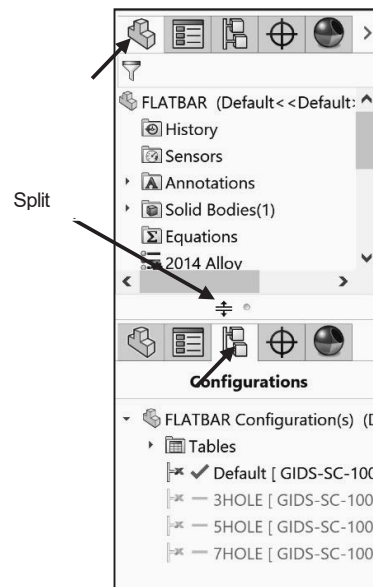 FLATBAR (Default<<Default:
History
Sensors
Annotations
Split
Solid Bodies(1)
Equations
2014 Alloy
Configurations
FLATBAR Configuration(s) (D
Tables
Default [ GIDS-SC-100
3HOLE [ GIDS-SC-100
5HOLE [ GIDS-SC-100
7HOLE [ GIDS-SC-100